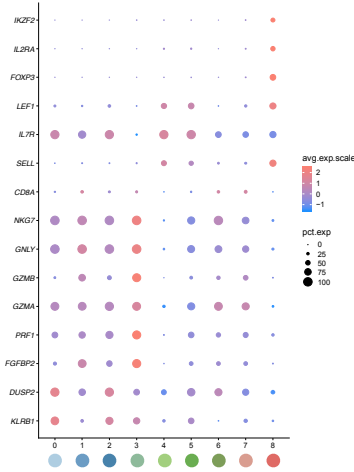 IKZF2
IL2RA
FOXP3
LEF1
IL7R
SELL
CD8A
NKG7
GNLY
GZMB
GZMA
PRF1
FGFBP2
DUSP2
KLRB1
0 1 2 3 4 5 6 7 8
avg.exp.scale
2
1
0
−1
pct.exp
0
25
50
75
100